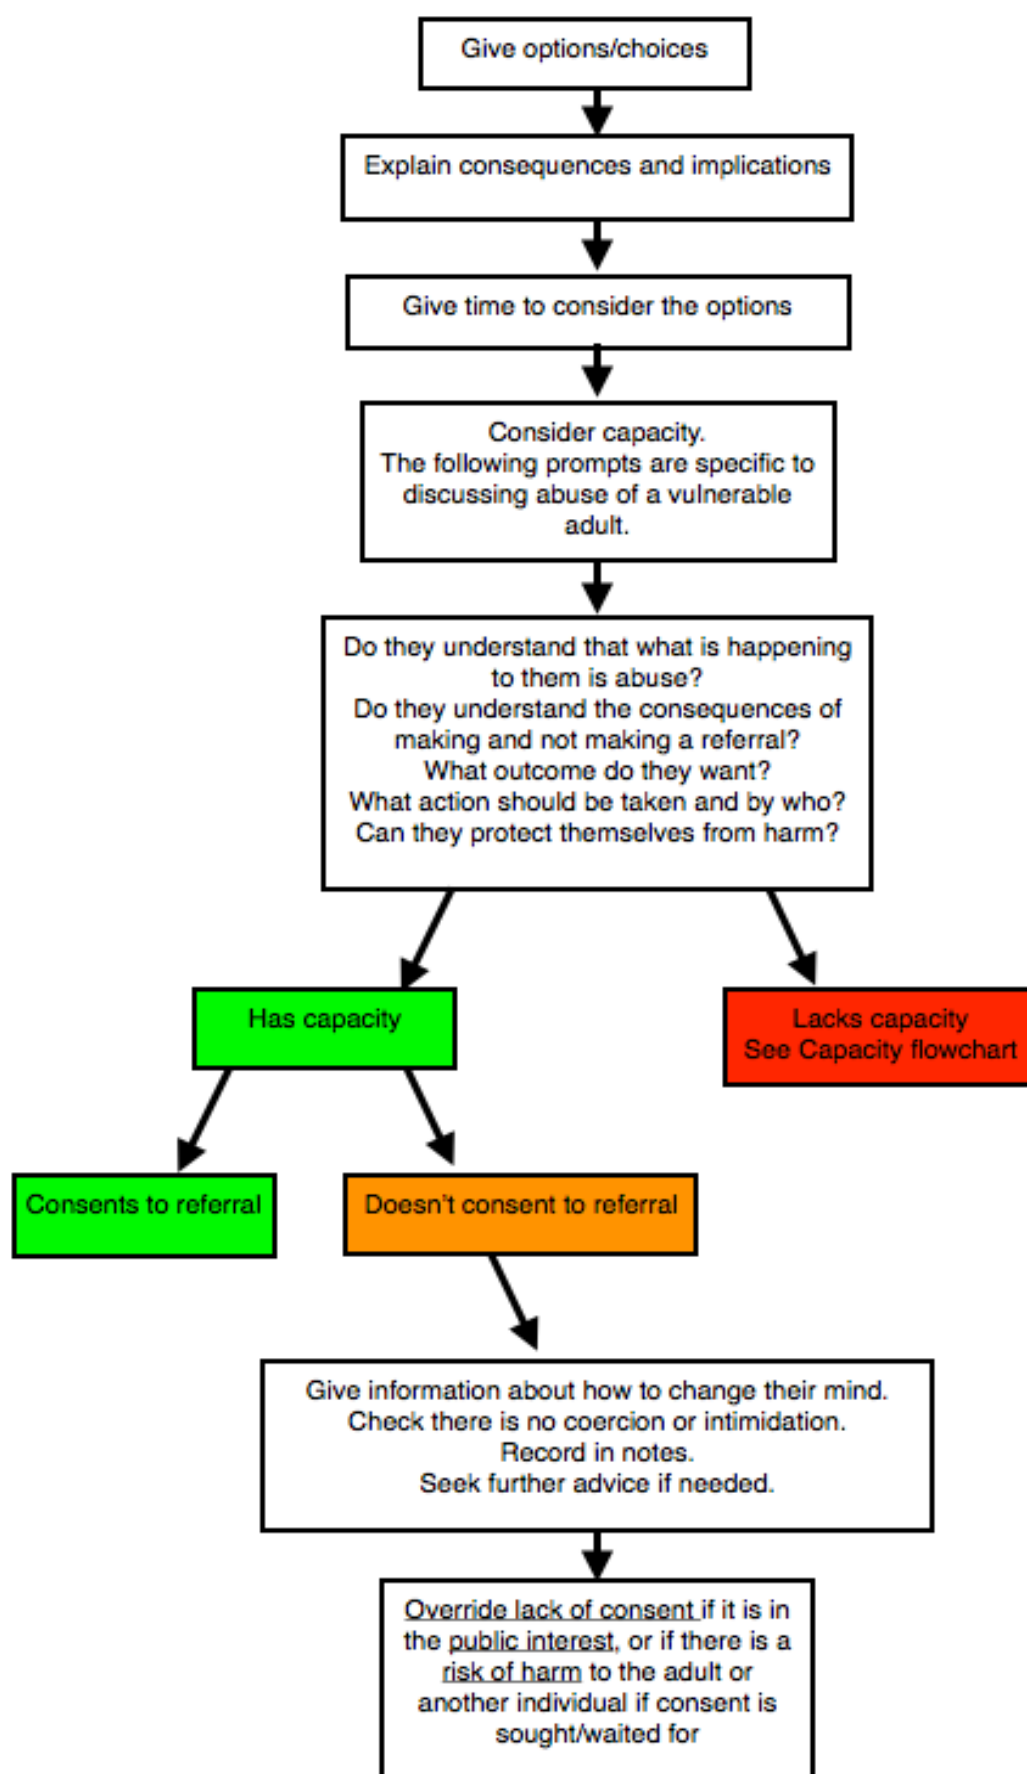 Give options/choices
Explain consequences and implications
Give time to consider the options
Consider capacity.
The following prompts are specific to
discussing abuse of a vulnerable
adult.
Do they understand that what is happening
to them is abuse?
Do they understand the consequences of
making and not making a referral?
What outcome do they want?
What action should be taken and by who?
Can they protect themselves from harm?
Has capacity
Lacks capacity
See Capacity flowchart
Consents to referral
Doesn't consent to referral
Give information about how to change their mind.
Check there is no coercion or intimidation.
Record in notes.
Seek further advice if needed.
Override lack of consent if it is in
the public interest, or if there is a
risk of harm to the adult or
another individual if consent is
sought/waited for